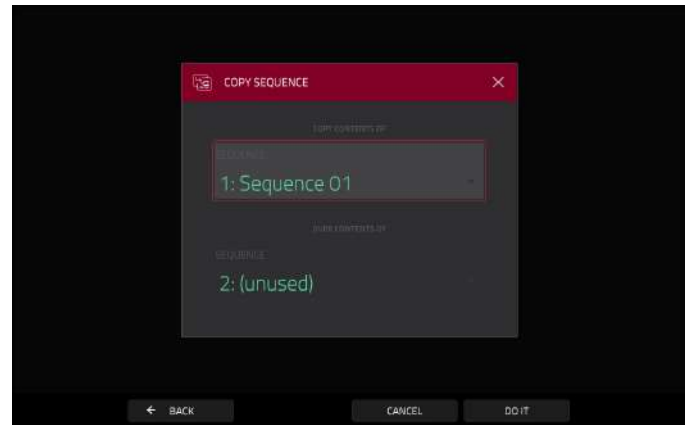 COPY SEQUENCE
COPY CONTENTS OF
SEQUENCE
1: Sequence 01
OVER CONTENTS OF
SEQUENCE
2: (unused)
BACK
CANCEL
DO IT